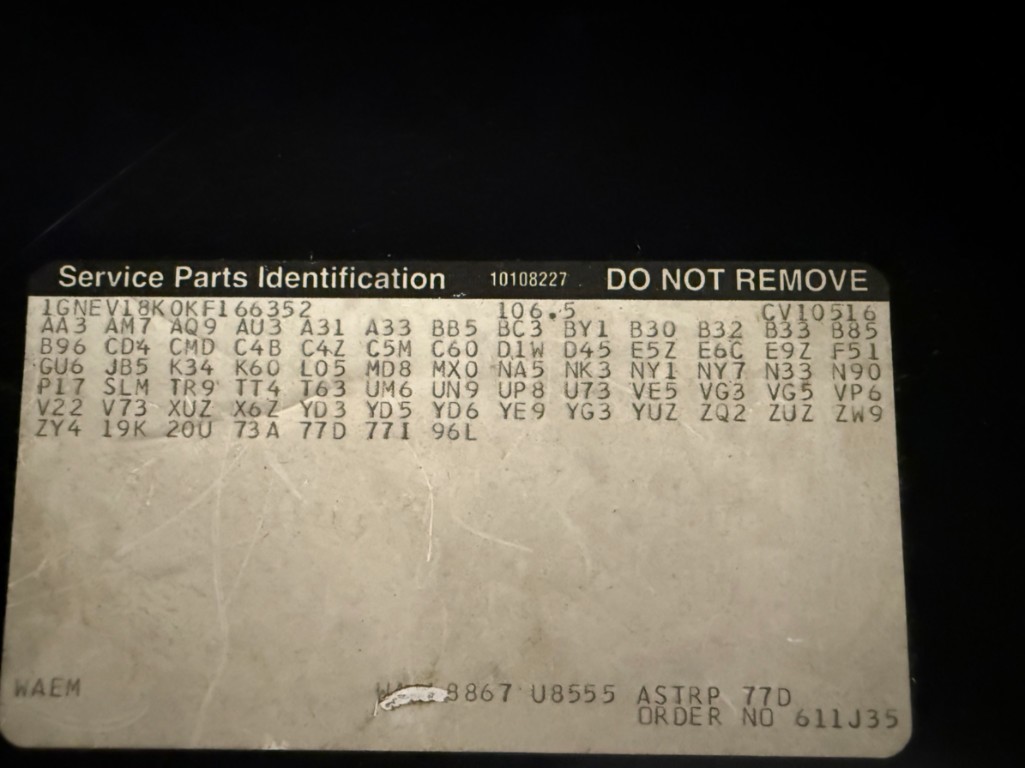 Service Parts Identification 10108227 DO NOT REMOVE
1GNEV18K0KF166352 106.5 CV10516
AA3 AM7 AQ9 AU3 A31 A33 BB5 BC3 BY1 B30 B32 B33 B85
B96 CD4 CMD C4B C4Z C5M C60 D1W D45 E5Z E6C E9Z F51
GU6 JB5 K34 K60 L05 MD8 MX0 NA5 NK3 NY1 NY7 N33 N90
P17 SLM TR9 TT4 T63 UM6 UN9 UP8 U73 VE5 VG3 VG5 VP6
V22 V73 XUZ X6Z YD3 YD5 YD6 YE9 YG3 YUZ ZQ2 ZUZ ZW9
ZY4 19K 20U 73A 77D 77I 96L
WAEM 8867 U8555 ASTRP 77D
ORDER NO 611J35